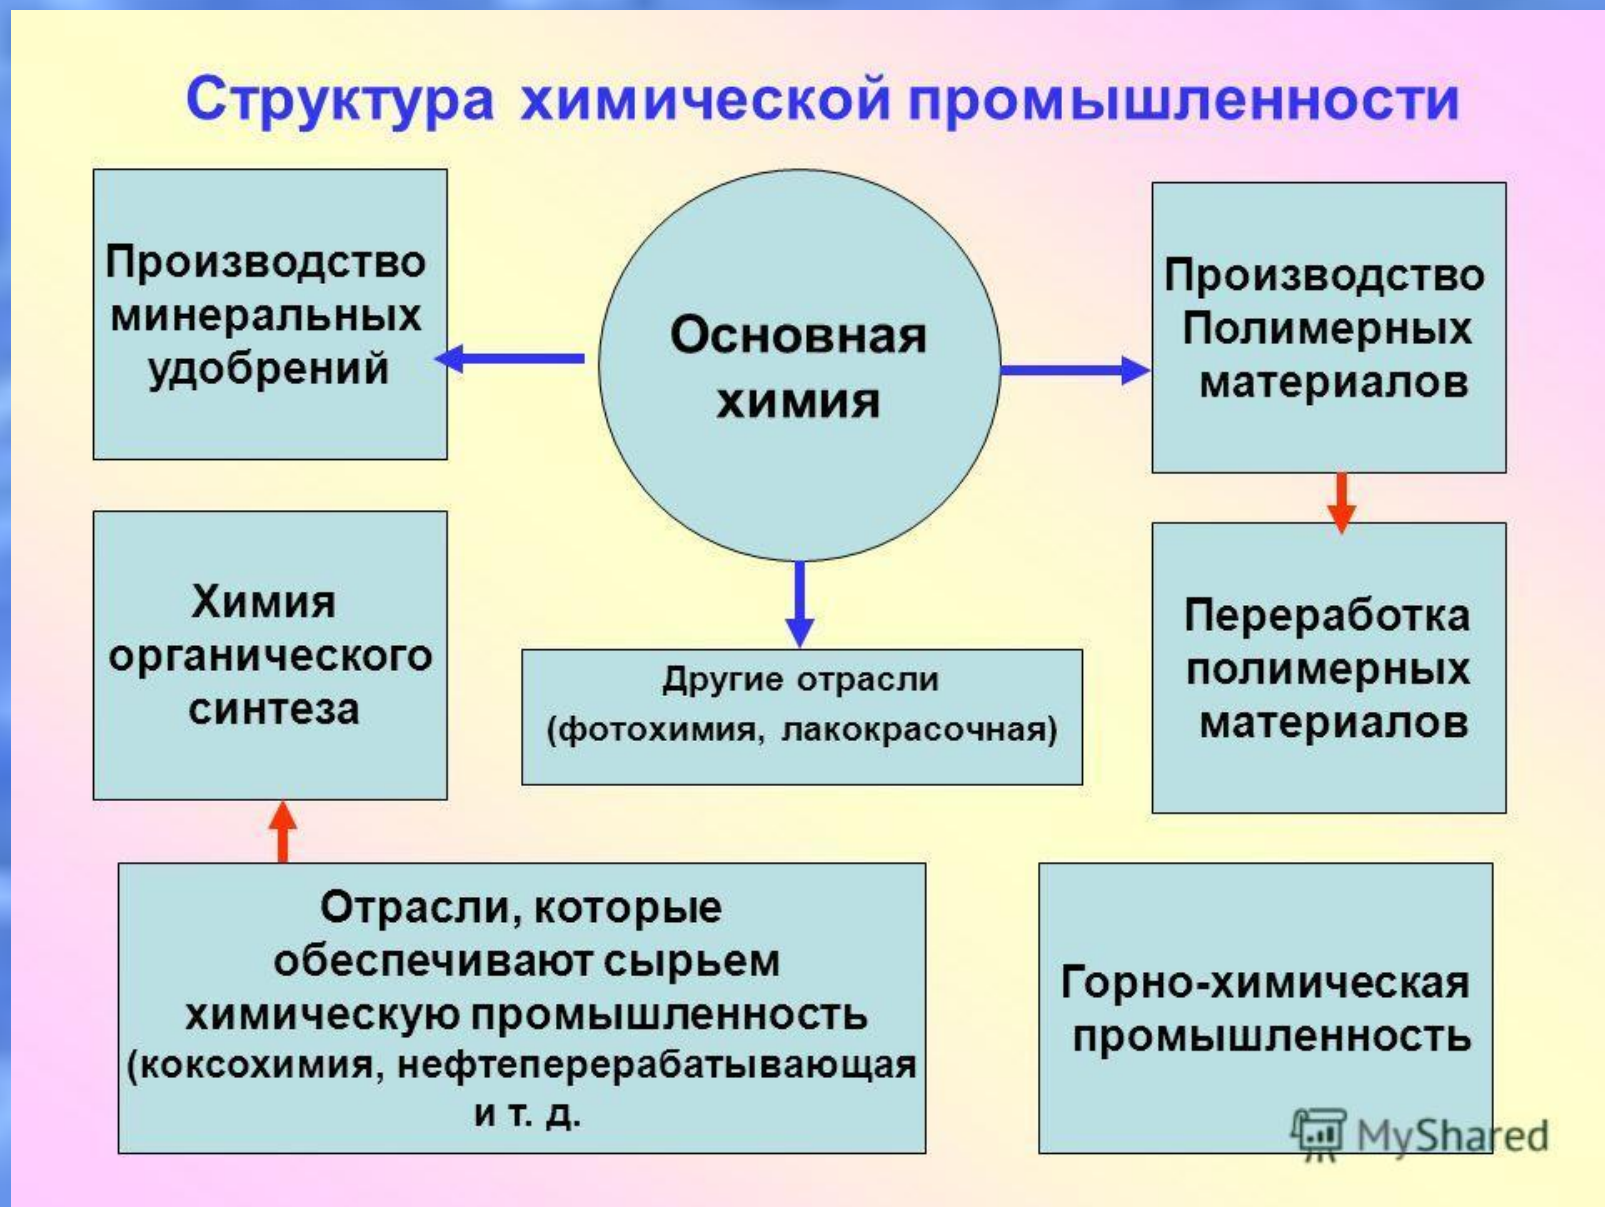 Структура химической промышленности
Производство
минеральных
удобрений
Основная
химия
Производство
Полимерных
материалов
Химия
органического
синтеза
Другие отрасли
(фотохимия, лакокрасочная)
Переработка
полимерных
материалов
Отрасли, которые
обеспечивают сырьем
химическую промышленность
(коксохимия, нефтеперерабатывающая
и т. д.
Горно-химическая
промышленность
MyShared